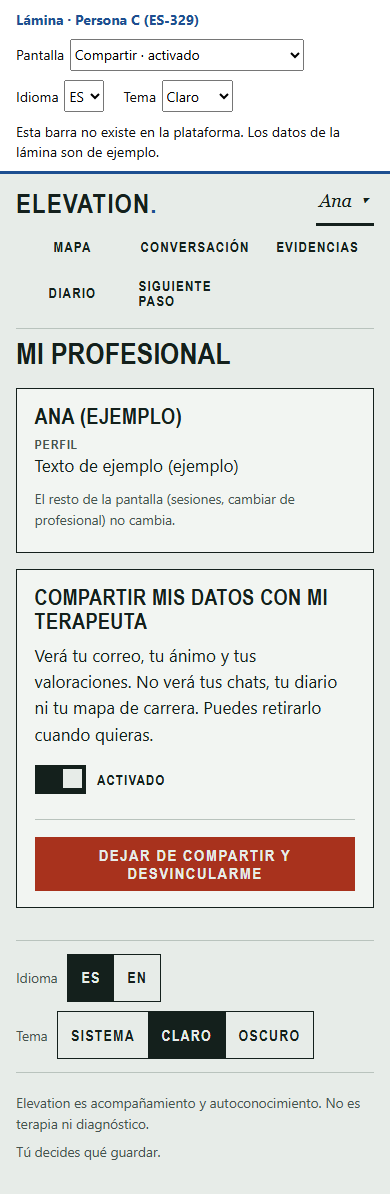 Lámina · Persona C (ES-329)
Pantalla Compartir · activado
Idioma ES Tema Claro
Esta barra no existe en la plataforma. Los datos de la
lámina son de ejemplo.
ELEVATION.
Ana
MAPA CONVERSACIÓN EVIDENCIAS
DIARIO SIGUIENTE
PASO
MI PROFESIONAL
ANA (EJEMPLO)
PERFIL
Texto de ejemplo (ejemplo)
El resto de la pantalla (sesiones, cambiar de
profesional) no cambia.
COMPARTIR MIS DATOS CON MI
TERAPEUTA
Verá tu correo, tu ánimo y tus
valoraciones. No verá tus chats, tu diario
ni tu mapa de carrera. Puedes retirarlo
cuando quieras.
ACTIVADO
DEJAR DE COMPARTIR Y
DESVINCULARME
Idioma ES EN
Tema SISTEMA CLARO OSCURO
Elevation es acompañamiento y autoconocimiento. No es
terapia ni diagnóstico.
Tú decides qué guardar.